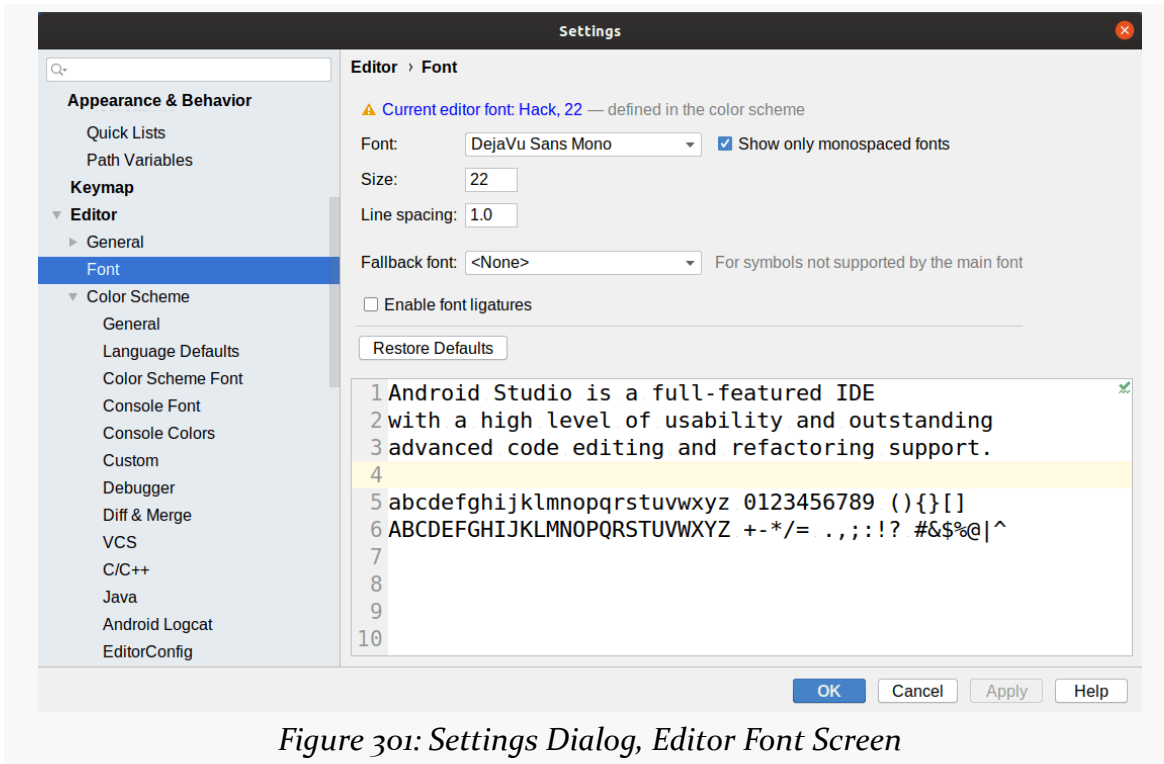 Settings
Appearance & Behavior
Quick Lists
Path Variables
Keymap
Editor
General
Font
Color Scheme
General
Language Defaults
Color Scheme Font
Console Font
Console Colors
Custom
Debugger
Diff & Merge
VCS
C/C++
Java
Android Logcat
EditorConfig
Editor › Font
Current editor font: Hack, 22 — defined in the color scheme
Font: DejaVu Sans Mono Show only monospaced fonts
Size: 22
Line spacing: 1.0
Fallback font: <None> For symbols not supported by the main font
Enable font ligatures
Restore Defaults
1 Android Studio is a full-featured IDE
2 with a high level of usability and outstanding
3 advanced code editing and refactoring support.
4
5 abcdefghijklmnopqrstuvwxyz 0123456789 (){}[]
6 ABCDEFGHIJKLMNOPQRSTUVWXYZ +-*/= .,;:!? #&$%@|^
7
8
9
10
OK Cancel Apply Help
Figure 301: Settings Dialog, Editor Font Screen